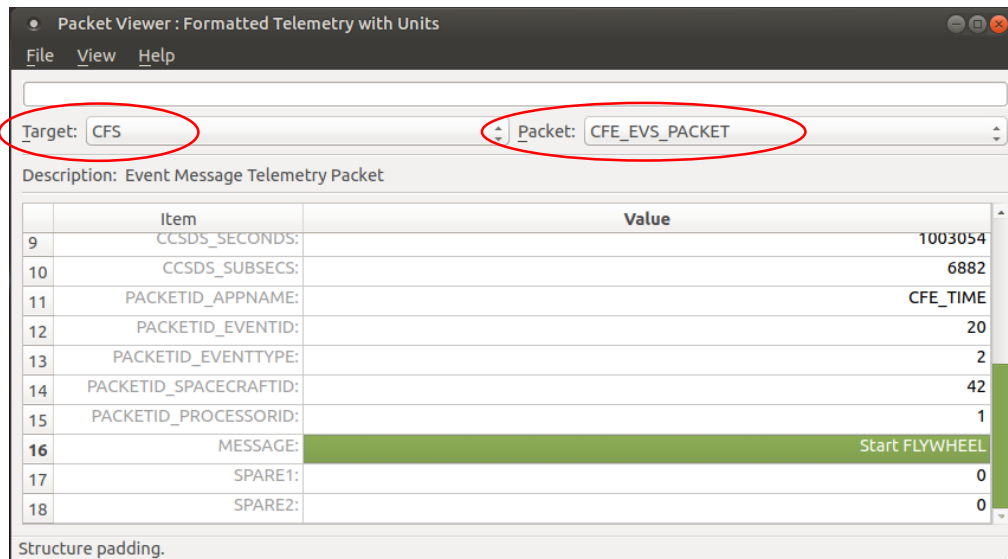 Packet Viewer : Formatted Telemetry with Units
File View Help
Target: CFS Packet: CFE_EVS_PACKET
Description: Event Message Telemetry Packet
Item Value
9 CCSDS_SECONDS: 1003054
10 CCSDS_SUBSECS: 6882
11 PACKETID_APPNAME: CFE_TIME
12 PACKETID_EVENTID: 20
13 PACKETID_EVENTTYPE: 2
14 PACKETID_SPACECRAFTID: 42
15 PACKETID_PROCESSORID: 1
16 MESSAGE: Start FLYWHEEL
17 SPARE1: 0
18 SPARE2: 0
Structure padding.